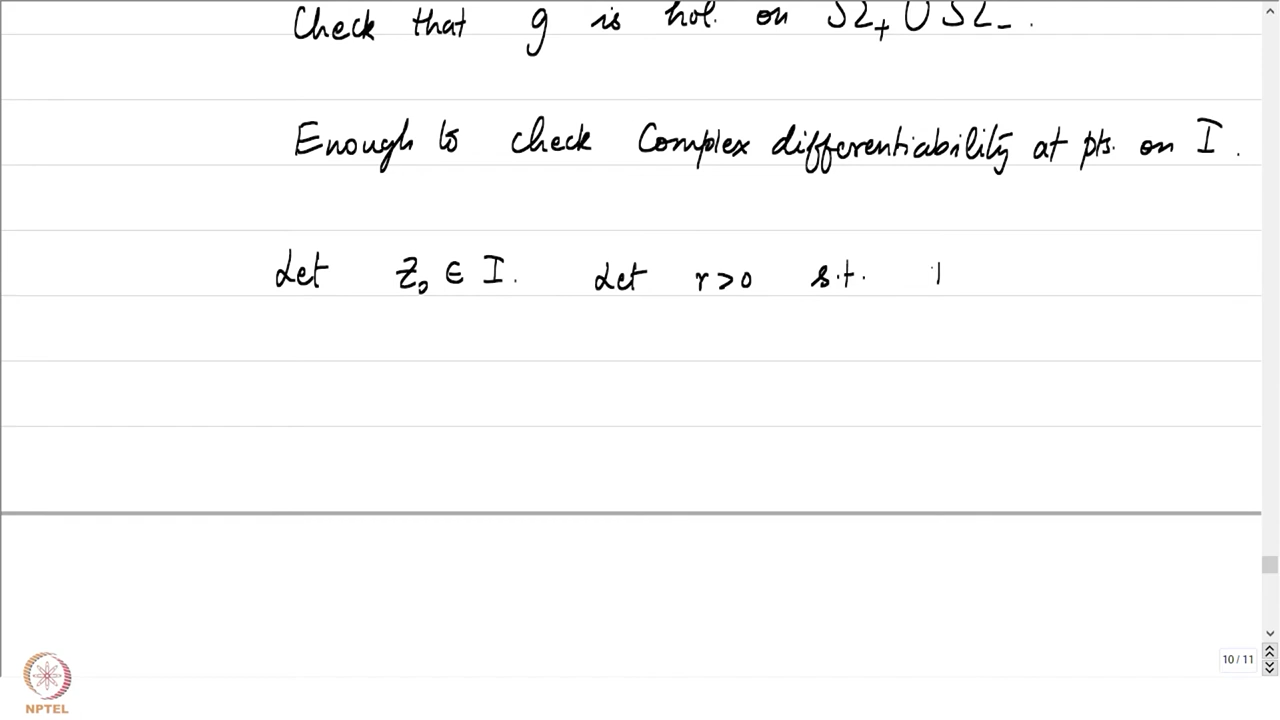 Check that g is hol. on Ω₊ ∪ Ω₋.
Enough to check Complex differentiability at pts. on I.
Let z₀ ∈ I. Let r>0 s.t.
10 / 11
NPTEL